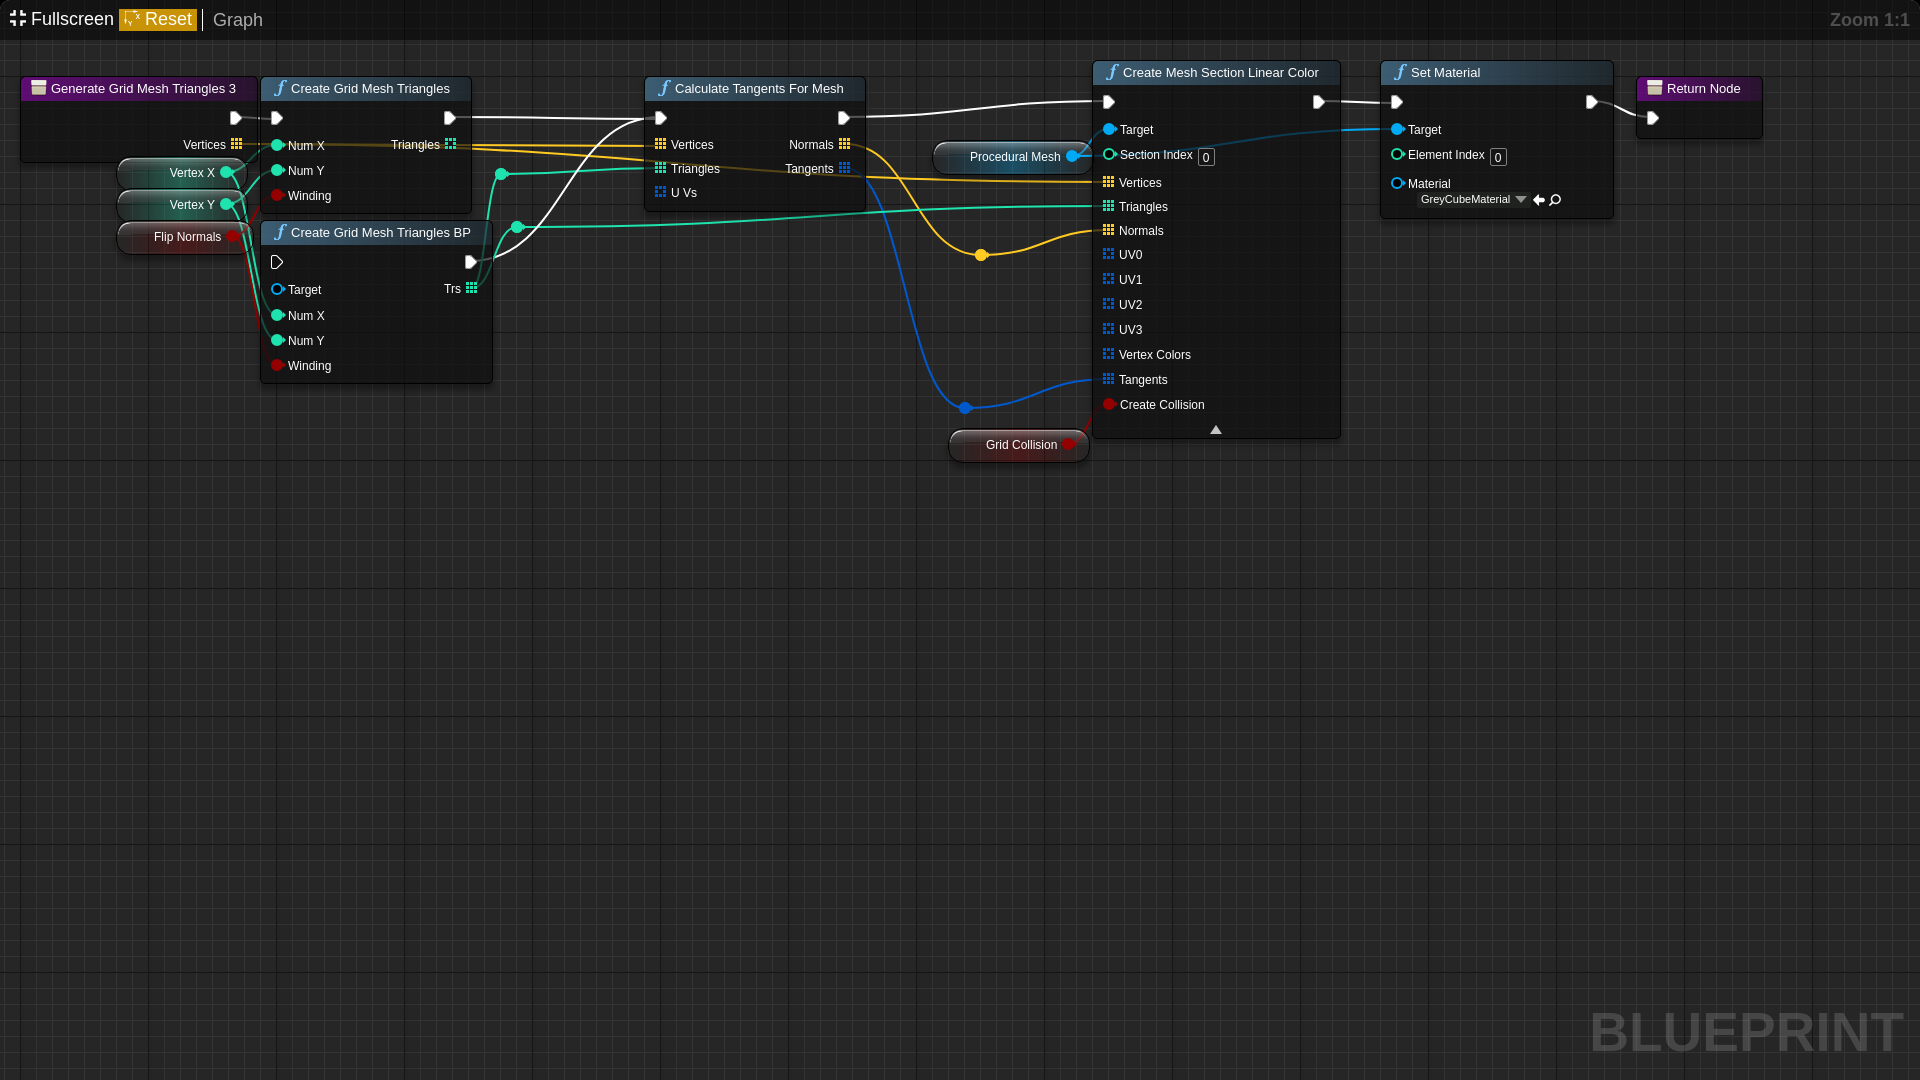 Fullscreen Reset Graph
Zoom 1:1
Generate Grid Mesh Triangles 3
Vertices
Vertex X
Vertex Y
Flip Normals
Create Grid Mesh Triangles
Num X
Triangles
Num Y
Winding
Create Grid Mesh Triangles BP
Target
Trs
Num X
Num Y
Winding
Calculate Tangents For Mesh
Vertices
Normals
Triangles
Tangents
U Vs
Procedural Mesh
Grid Collision
Create Mesh Section Linear Color
Target
Section Index 0
Vertices
Triangles
Normals
UV0
UV1
UV2
UV3
Vertex Colors
Tangents
Create Collision
Set Material
Target
Element Index 0
Material
GreyCubeMaterial
Return Node
BLUEPRINT